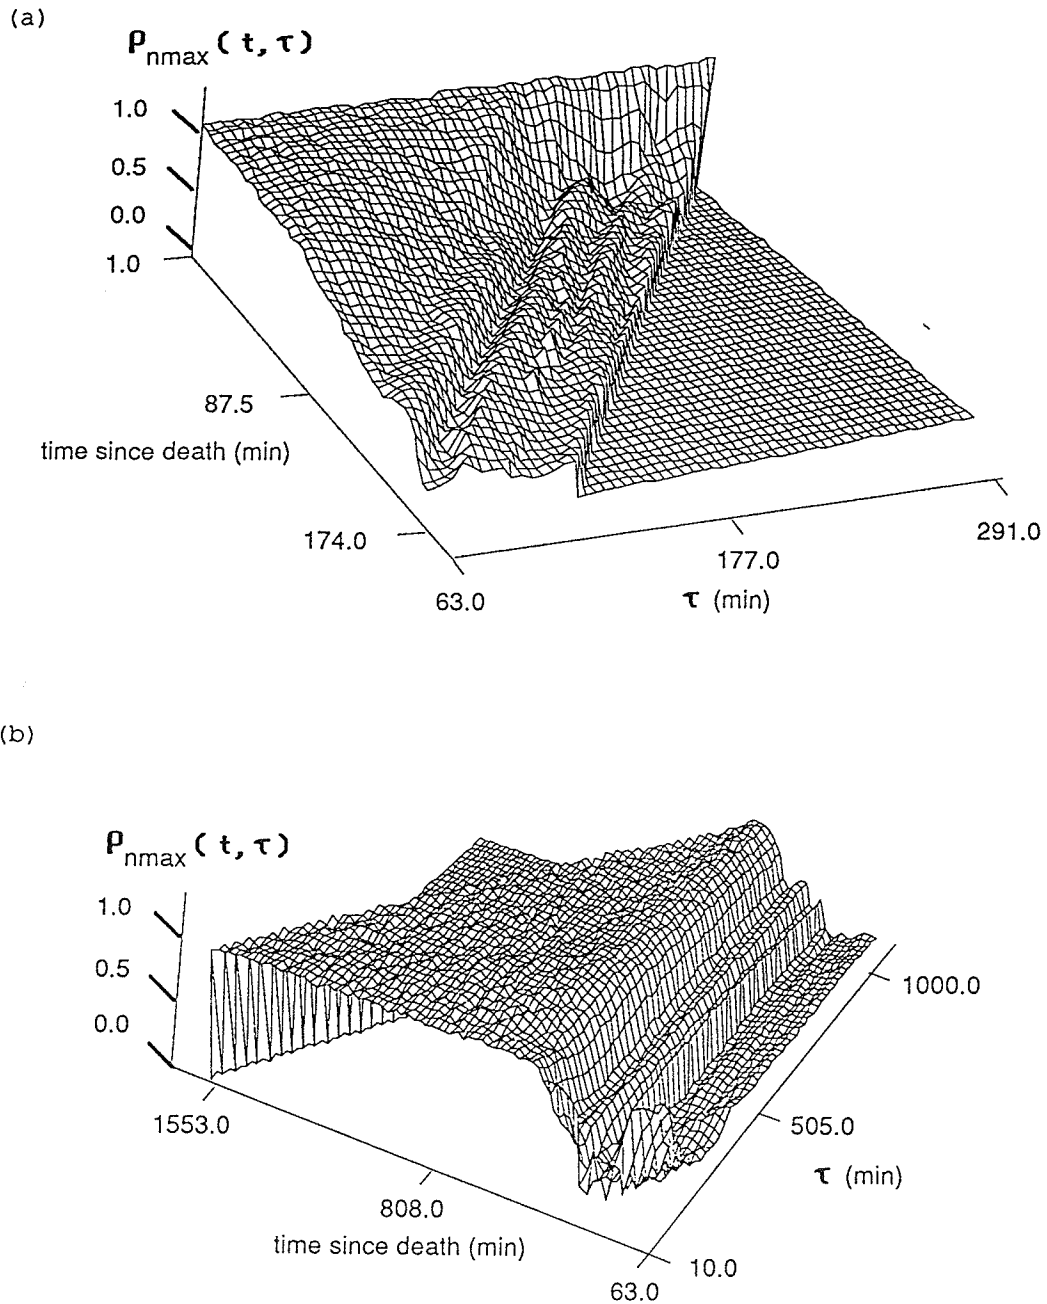 (a)
ρnmax (t, τ)
1.0
0.5
0.0
1.0
87.5
time since death (min)
174.0
63.0
177.0
291.0
τ (min)
(b)
ρnmax (t, τ)
1.0
0.5
0.0
1553.0
808.0
time since death (min)
63.0
10.0
505.0
1000.0
τ (min)